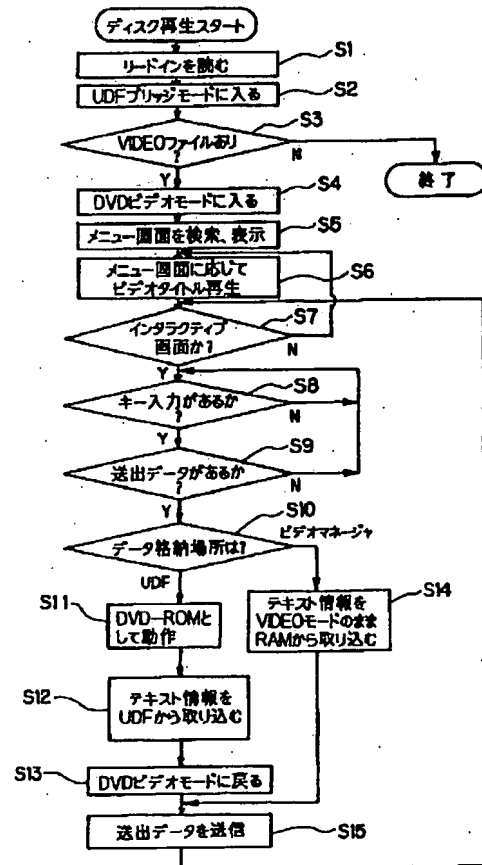 ディスク再生スタート
S1
リードインを読む
S2
UDFブリッジモードに入る
S3
VIDEOファイルあり
?
N
Y
終了
S4
DVDビデオモードに入る
S5
メニュー画面を検索、表示
S6
メニュー画面に応じて
ビデオタイトル再生
S7
インタラクティブ
画面か?
N
Y
S8
キー入力があるか
?
N
Y
S9
送出データがあるか
?
N
Y
S10
データ格納場所は?
ビデオマネージャ
UDF
S11
DVD-ROMと
して動作
S14
テキスト情報を
VIDEOモードのまま
RAMから取り込む
S12
テキスト情報を
UDFから取り込む
S13
DVDビデオモードに戻る
送出データを送信
S15